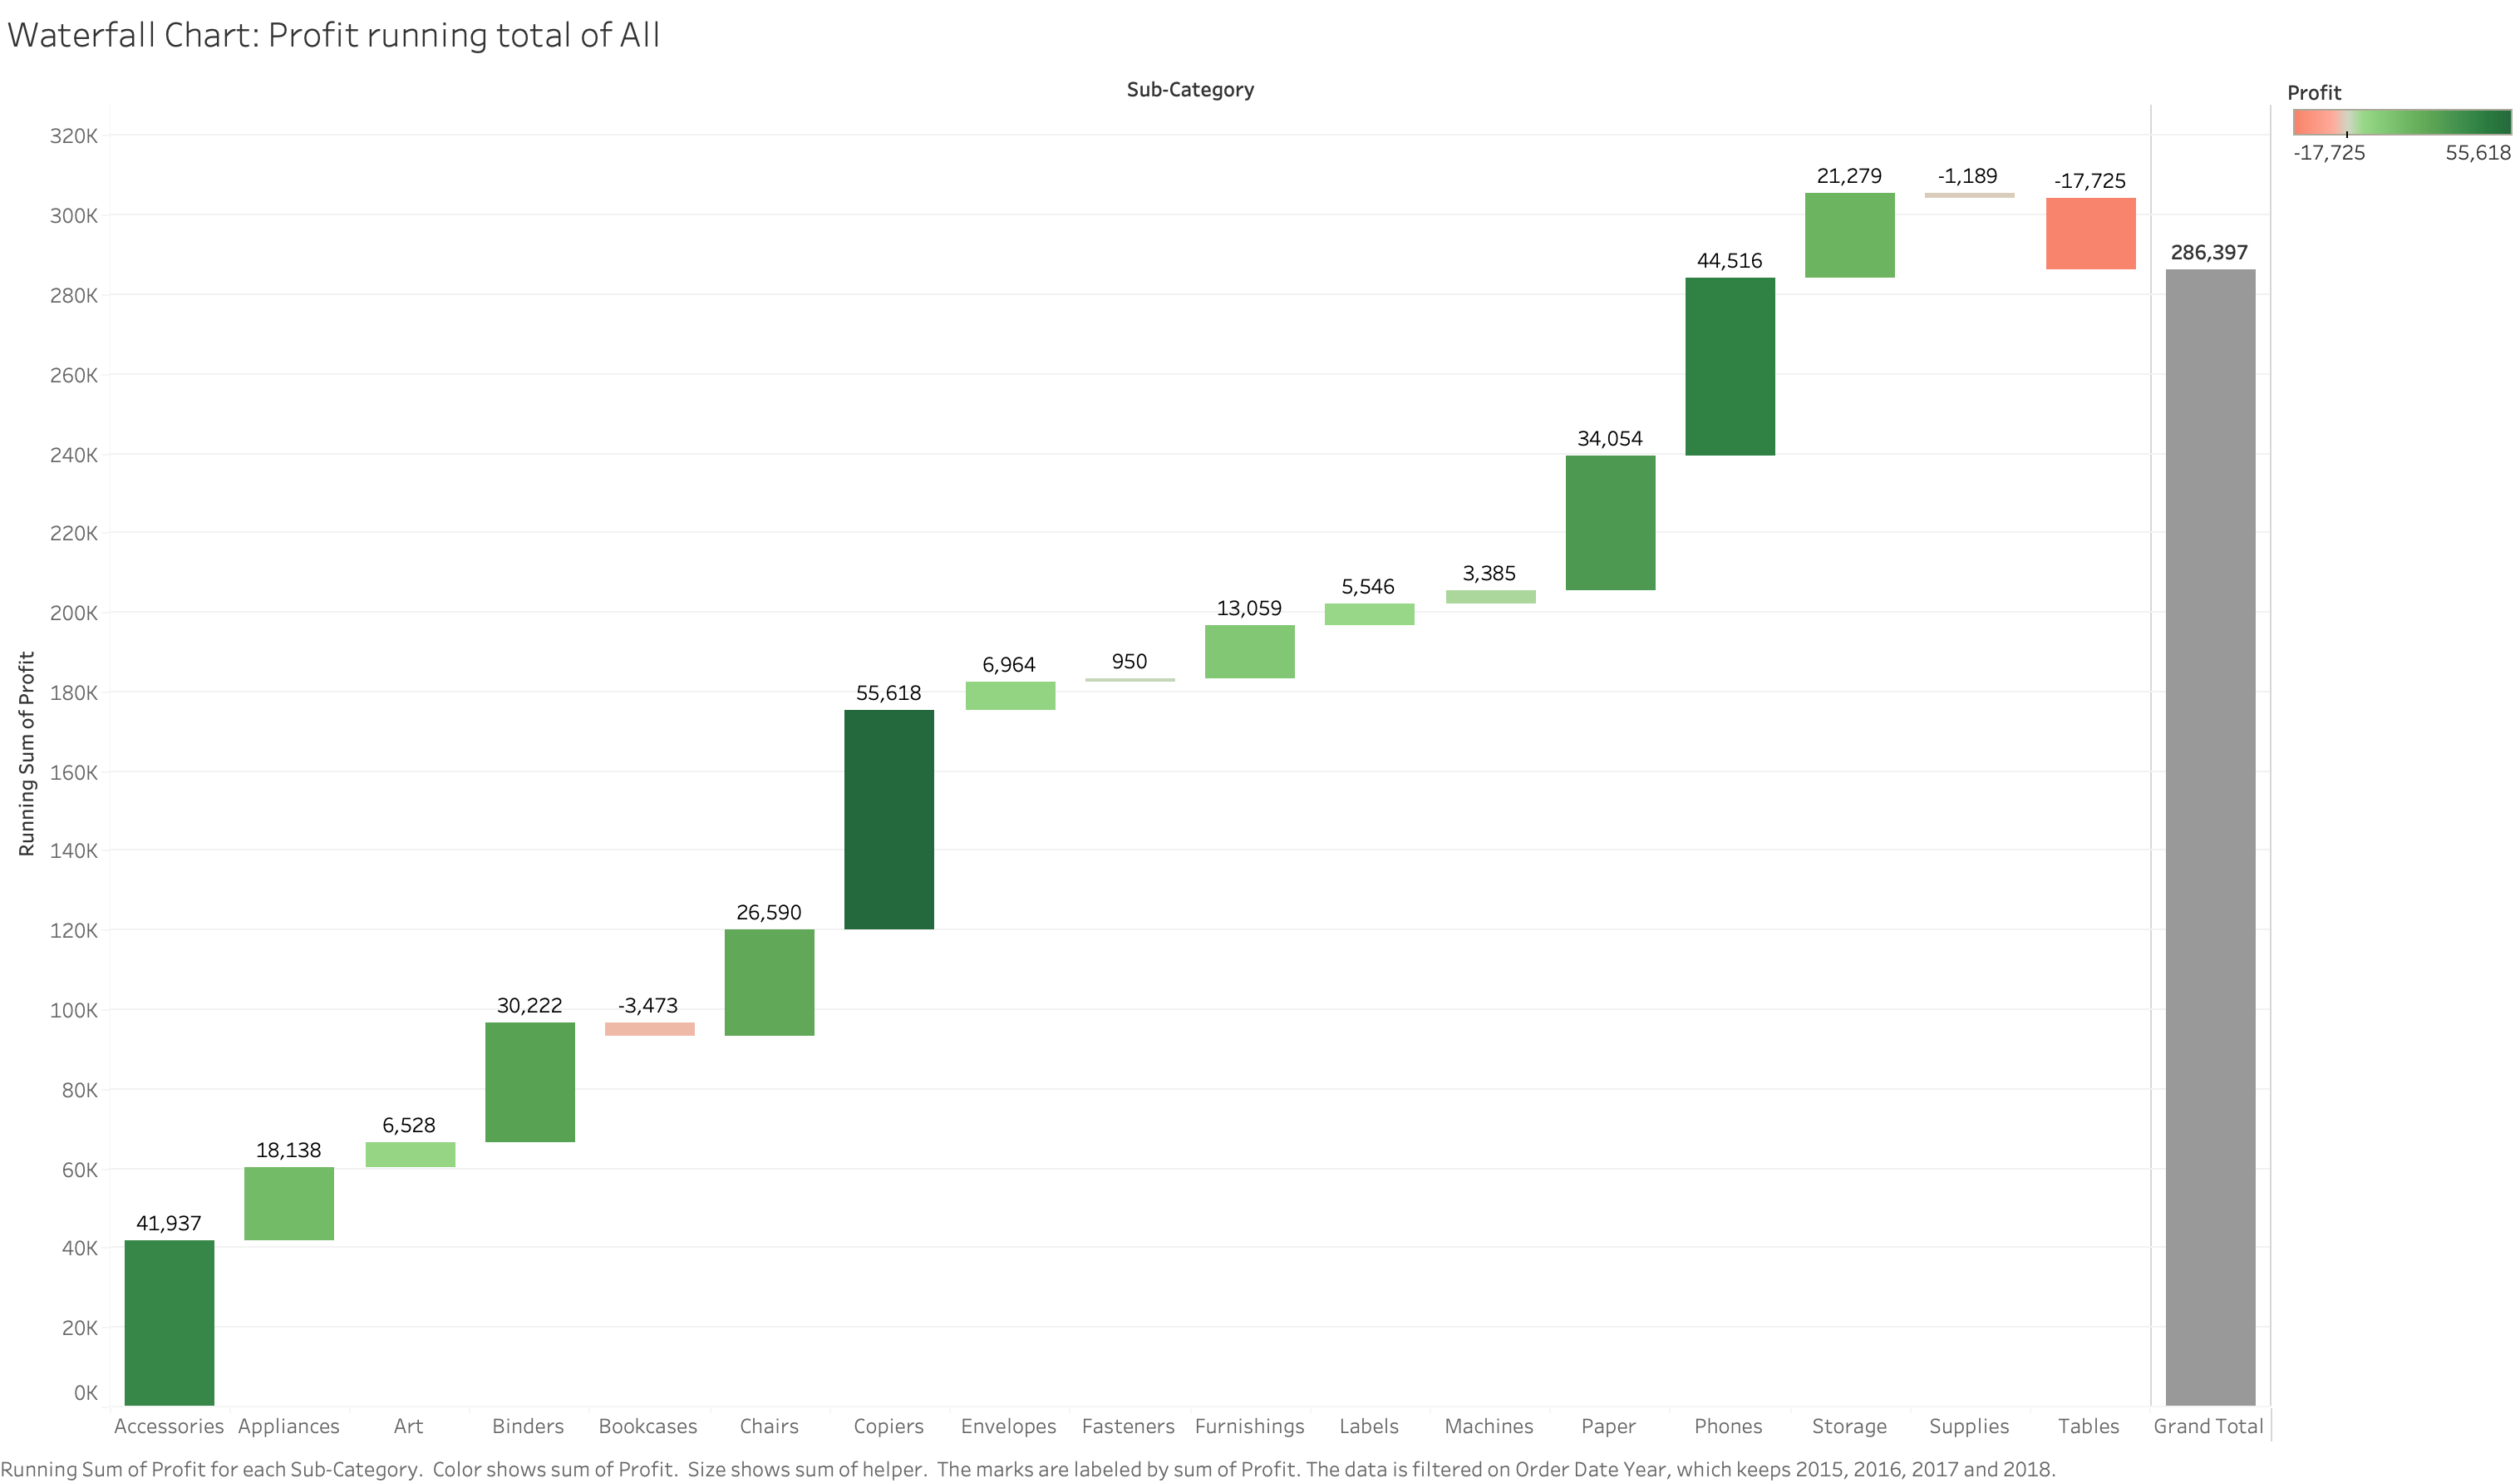 Waterfall Chart: Profit running total of All
Sub-Category
Profit
-17,725 55,618
Running Sum of Profit
320K
300K
280K
260K
240K
220K
200K
180K
160K
140K
120K
100K
80K
60K
40K
20K
0K
41,937
18,138
6,528
30,222
-3,473
26,590
55,618
6,964
950
13,059
5,546
3,385
34,054
44,516
21,279
-1,189
-17,725
286,397
Accessories Appliances Art Binders Bookcases Chairs Copiers Envelopes Fasteners Furnishings Labels Machines Paper Phones Storage Supplies Tables Grand Total
Running Sum of Profit for each Sub-Category.  Color shows sum of Profit.  Size shows sum of helper.  The marks are labeled by sum of Profit. The data is filtered on Order Date Year, which keeps 2015, 2016, 2017 and 2018.